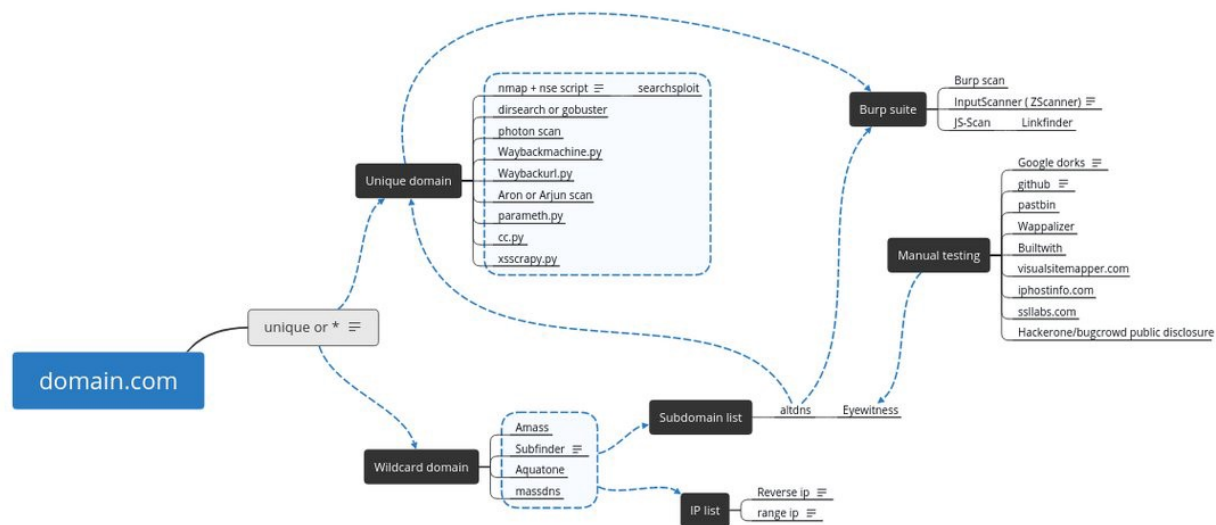 domain.com
unique or *
Unique domain
nmap + nse script
searchsploit
dirsearch or gobuster
photon scan
Waybackmachine.py
Waybackurl.py
Aron or Arjun scan
parameth.py
cc.py
xsscrapy.py
Burp suite
Burp scan
InputScanner ( ZScanner)
JS-Scan
Linkfinder
Manual testing
Google dorks
github
pastbin
Wappalizer
Builtwith
visualsitemapper.com
iphostinfo.com
ssllabs.com
Hackerone/bugcrowd public disclosure
Wildcard domain
Amass
Subfinder
Aquatone
massdns
Subdomain list
altdns
Eyewitness
IP list
Reverse ip
range ip